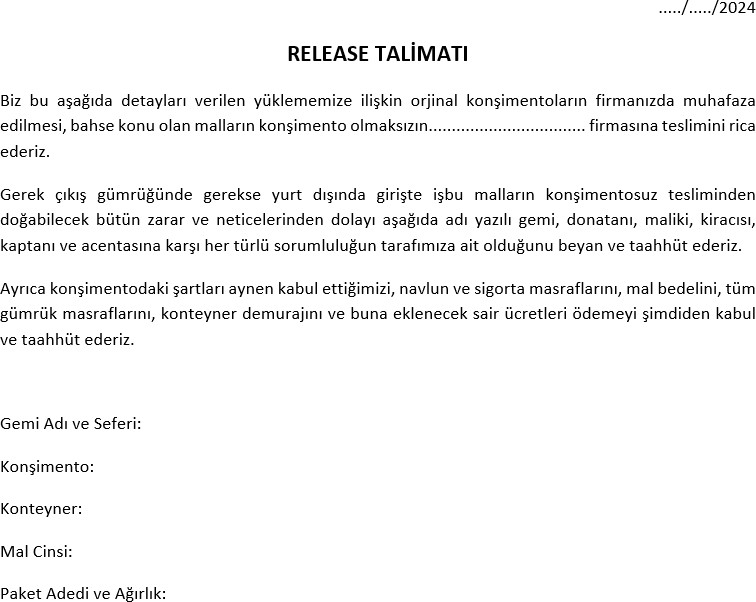 ...../...../2024
RELEASE TALİMATI
Biz bu aşağıda detayları verilen yüklememize ilişkin orjinal konşimentoların firmanızda muhafaza
edilmesi, bahse konu olan malların konşimento olmaksızın.................................. firmasına teslimini rica
ederiz.
Gerek çıkış gümrüğünde gerekse yurt dışında girişte işbu malların konşimentosuz tesliminden
doğabilecek bütün zarar ve neticelerinden dolayı aşağıda adı yazılı gemi, donatanı, maliki, kiracısı,
kaptanı ve acentasına karşı her türlü sorumluluğun tarafımıza ait olduğunu beyan ve taahhüt ederiz.
Ayrıca konşimentodaki şartları aynen kabul ettiğimizi, navlun ve sigorta masraflarını, mal bedelini, tüm
gümrük masraflarını, konteyner demurajını ve buna eklenecek sair ücretleri ödemeyi şimdiden kabul
ve taahhüt ederiz.
Gemi Adı ve Seferi:
Konşimento:
Konteyner:
Mal Cinsi:
Paket Adedi ve Ağırlık: